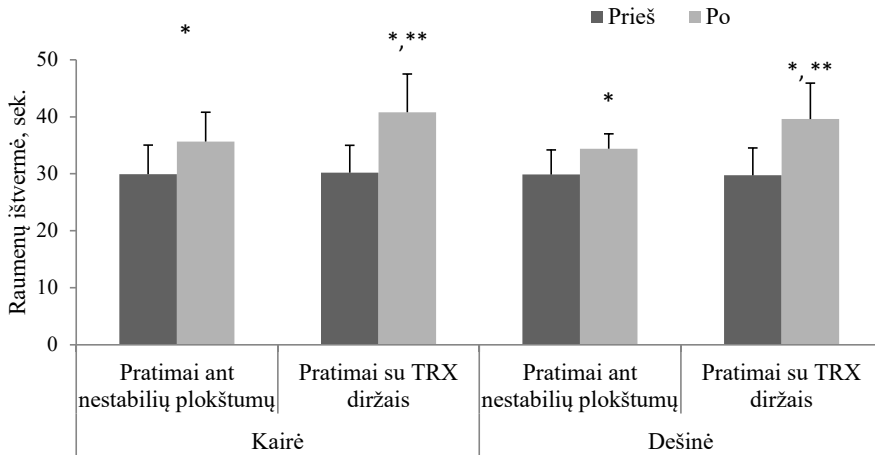 Prieš Po
* *,** * *, **
Raumenų ištvermė, sek.
50
40
30
20
10
0
Pratimai ant
nestabilių plokštumų
Pratimai su TRX
diržais
Pratimai ant
nestabilių plokštumų
Pratimai su TRX
diržais
Kairė
Dešinė